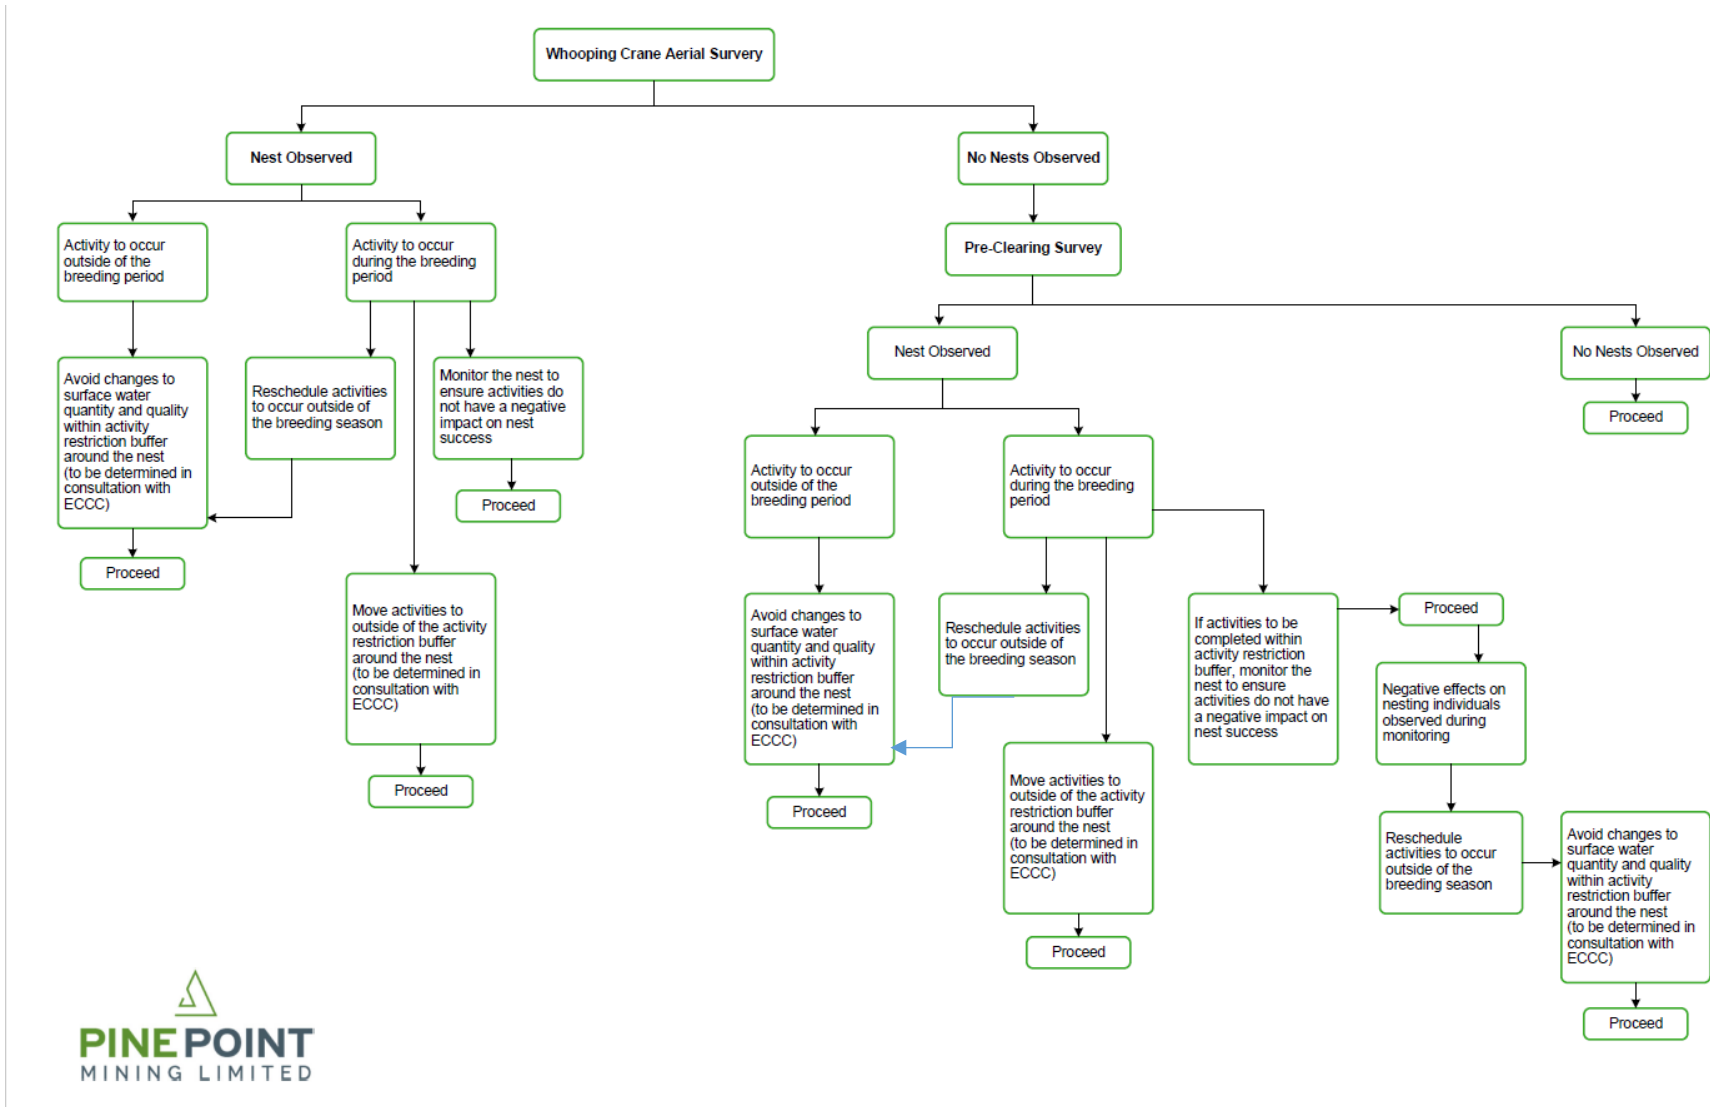 Whooping Crane Aerial Survery
Nest Observed
No Nests Observed
Activity to occur
outside of the
breeding period
Activity to occur
during the breeding
period
Pre-Clearing Survey
Avoid changes to
surface water
quantity and quality
within activity
restriction buffer
around the nest
(to be determined in
consultation with
ECCC)
Reschedule activities
to occur outside of
the breeding season
Monitor the nest to
ensure activities do
not have a negative
impact on nest
success
Proceed
Proceed
Move activities to
outside of the activity
restriction buffer
around the nest
(to be determined in
consultation with
ECCC)
Proceed
Nest Observed
No Nests Observed
Proceed
Activity to occur
outside of the
breeding period
Activity to occur
during the breeding
period
Avoid changes to
surface water
quantity and quality
within activity
restriction buffer
around the nest
(to be determined in
consultation with
ECCC)
Proceed
Reschedule activities
to occur outside of
the breeding season
Move activities to
outside of the activity
restriction buffer
around the nest
(to be determined in
consultation with
ECCC)
Proceed
If activities to be
completed within
activity restriction
buffer, monitor the
nest to ensure
activities do not have
a negative impact on
nest success
Proceed
Negative effects on
nesting individuals
observed during
monitoring
Reschedule
activities to occur
outside of the
breeding season
Avoid changes to
surface water
quantity and quality
within activity
restriction buffer
around the nest
(to be determined in
consultation with
ECCC)
Proceed
PINE POINT
MINING LIMITED